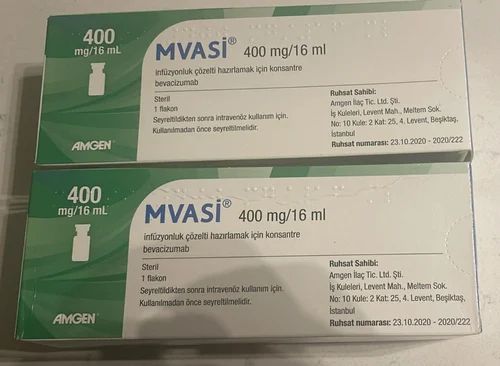 400
mg/16 mL
MVASİ® 400 mg/16 ml
infüzyonluk çözelti hazırlamak için konsantre
bevacizumab
Steril
1 flakon
Seyreltildikten sonra intravenöz kullanım için.
Kullanılmadan önce seyreltilmelidir.
Ruhsat Sahibi:
Amgen İlaç Tic. Ltd. Şti.
İş Kuleleri, Levent Mah., Meltem Sok.
No: 10 Kule: 2 Kat: 25, 4. Levent, Beşiktaş,
İstanbul
Ruhsat numarası: 23.10.2020 - 2020/222
AMGEN
400
mg/16 mL
MVASİ® 400 mg/16 ml
infüzyonluk çözelti hazırlamak için konsantre
bevacizumab
Steril
1 flakon
Seyreltildikten sonra intravenöz kullanım için.
Kullanılmadan önce seyreltilmelidir.
Ruhsat Sahibi:
Amgen İlaç Tic. Ltd. Şti.
İş Kuleleri, Levent Mah., Meltem Sok.
No: 10 Kule: 2 Kat: 25, 4. Levent, Beşiktaş,
İstanbul
Ruhsat numarası: 23.10.2020 - 2020/222
AMGEN®